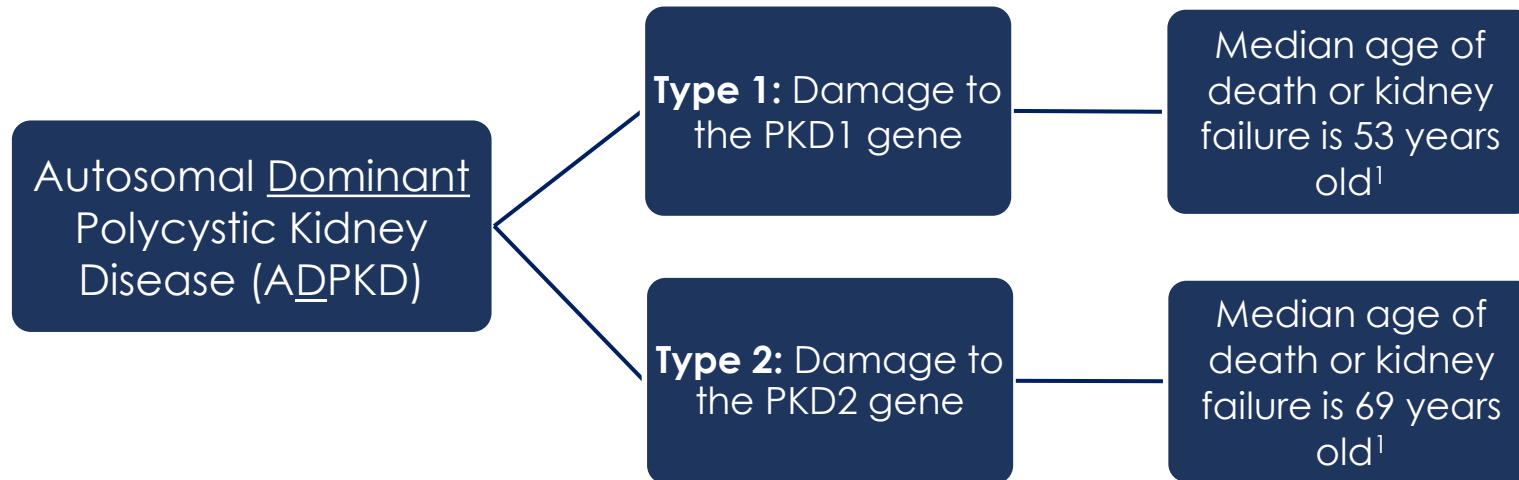 Autosomal Dominant
Polycystic Kidney
Disease (ADPKD)
Type 1: Damage to
the PKD1 gene
Median age of
death or kidney
failure is 53 years
old¹
Type 2: Damage to
the PKD2 gene
Median age of
death or kidney
failure is 69 years
old¹